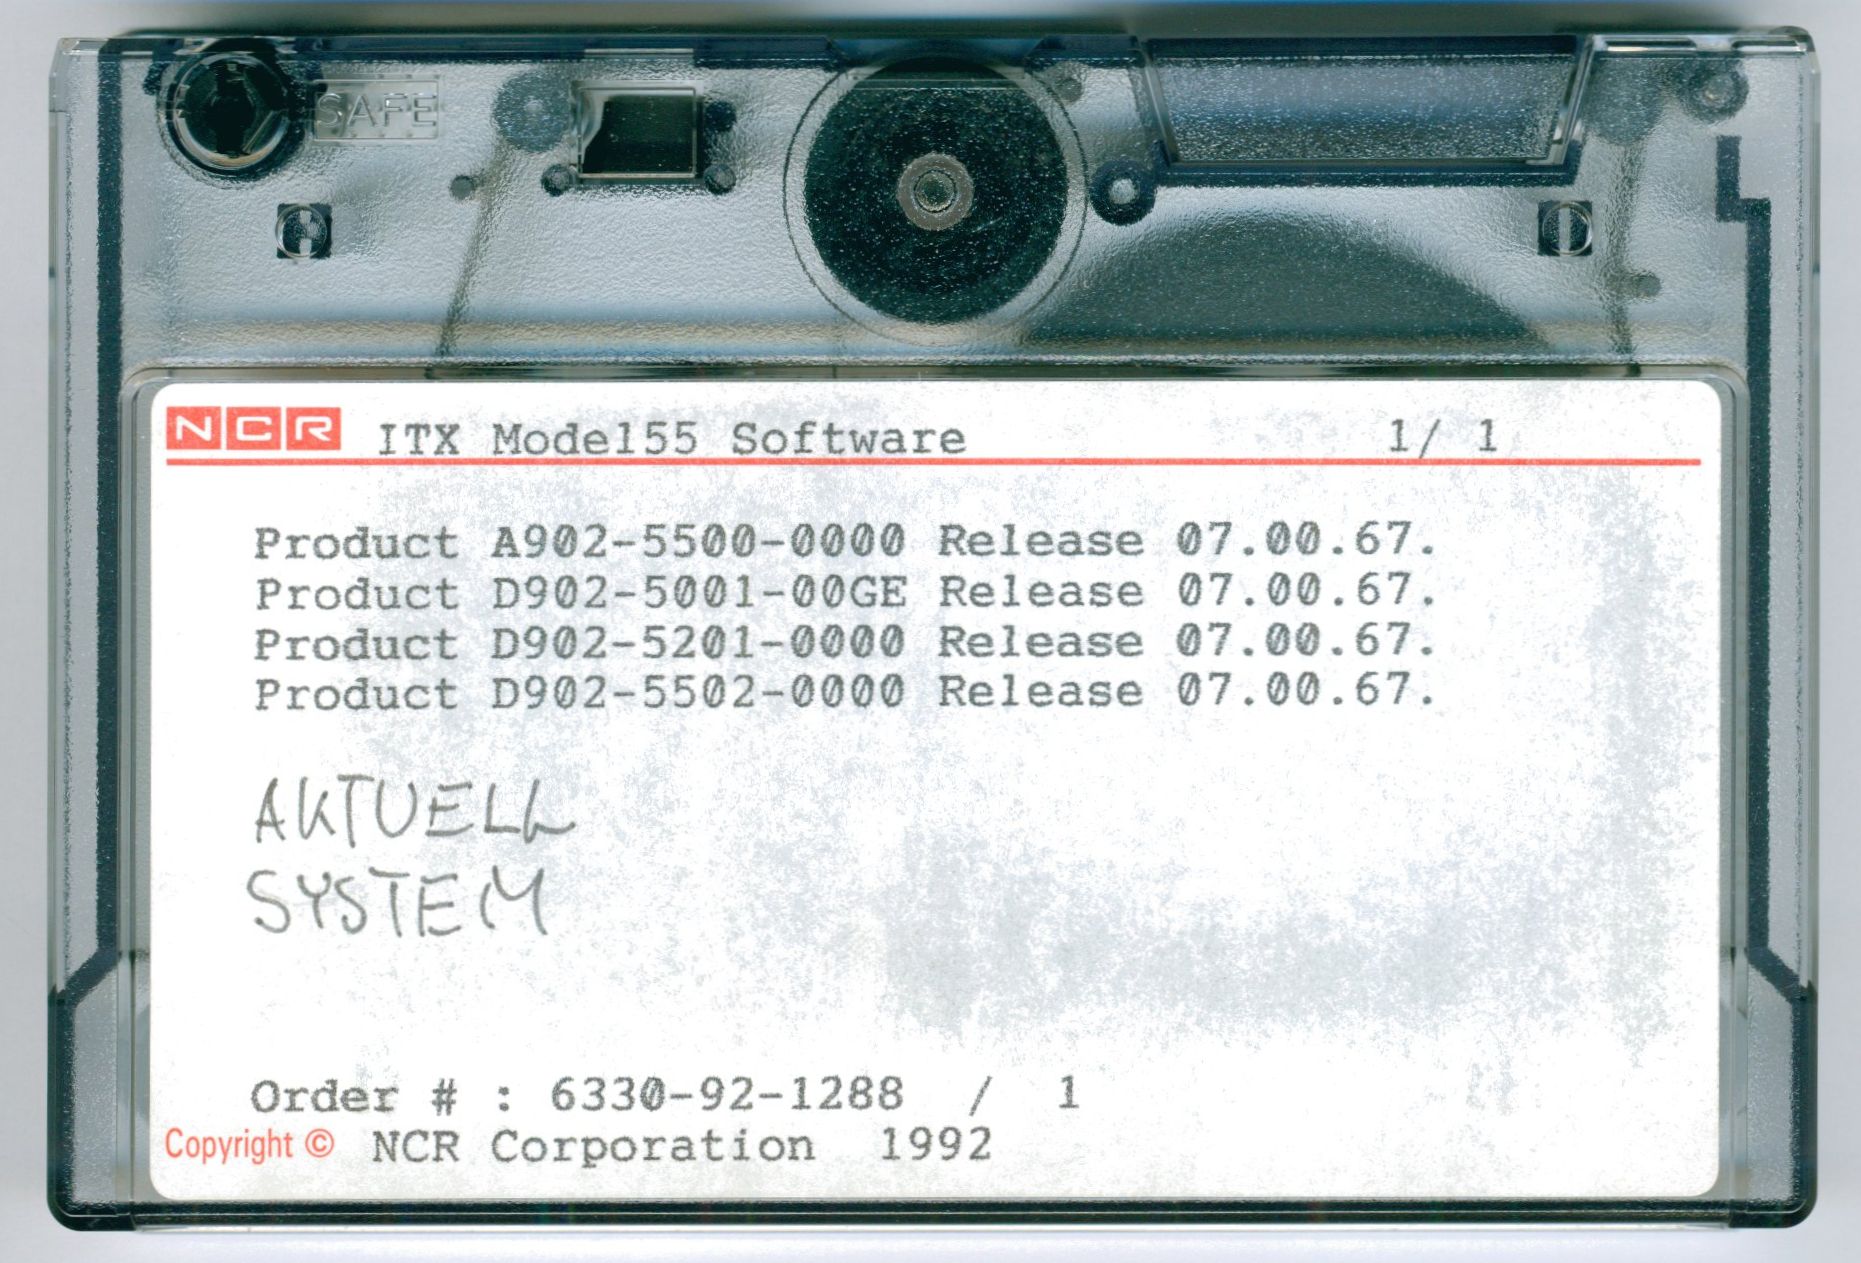 SAFE
NCR ITX Model55 Software 1/ 1
Product A902-5500-0000 Release 07.00.67.
Product D902-5001-00GE Release 07.00.67.
Product D902-5201-0000 Release 07.00.67.
Product D902-5502-0000 Release 07.00.67.
AKTUELL
SYSTEM
Order # : 6330-92-1288 / 1
Copyright © NCR Corporation 1992